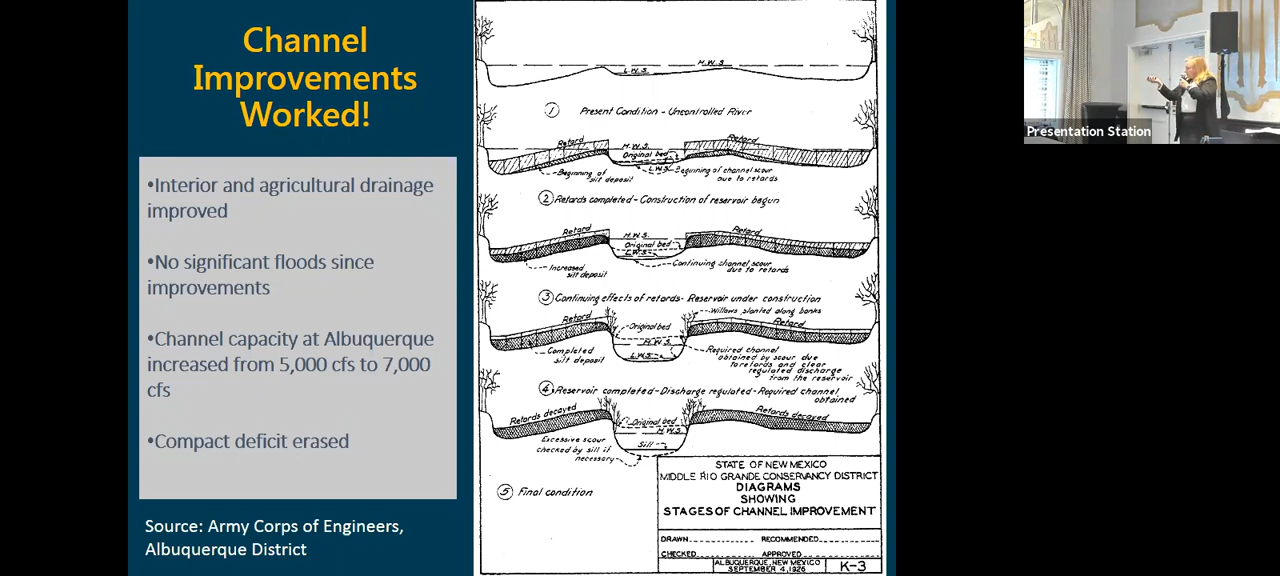 Channel
Improvements
Worked!
•Interior and agricultural drainage
improved
•No significant floods since
improvements
•Channel capacity at Albuquerque
increased from 5,000 cfs to 7,000
cfs
•Compact deficit erased
Source: Army Corps of Engineers,
Albuquerque District
H.W.S
L.W.S
1 Present Condition - Uncontrolled River
Retard
H.W.S
Retard
Original bed
L.W.S
Beginning of
silt deposit
Beginning of channel scour
due to retards
2 Retards completed - Construction of reservoir begun
Retard
H.W.S
Retard
Original bed
L.W.S
Increased
silt deposit
Continuing channel scour
due to retards
3 Continuing effects of retards - Reservoir under construction
Willows planted along banks
Retard
Original bed
Retard
H.W.S
L.W.S
Completed
silt deposit
Required channel
obtained by scour due
to retards and clear
regulated discharge
from the reservoir
4 Reservoir completed - Discharge regulated - Required channel
obtained
Retards decayed
Retards decayed
Original bed
H.W.S
Sill
Excessive scour
checked by sill if
necessary
5 Final condition
STATE OF NEW MEXICO
MIDDLE RIO GRANDE CONSERVANCY DISTRICT
DIAGRAMS
SHOWING
STAGES OF CHANNEL IMPROVEMENT
DRAWN RECOMMENDED
CHECKED APPROVED
ALBUQUERQUE, NEW MEXICO
SEPTEMBER 4, 1926
K-3
Presentation Station